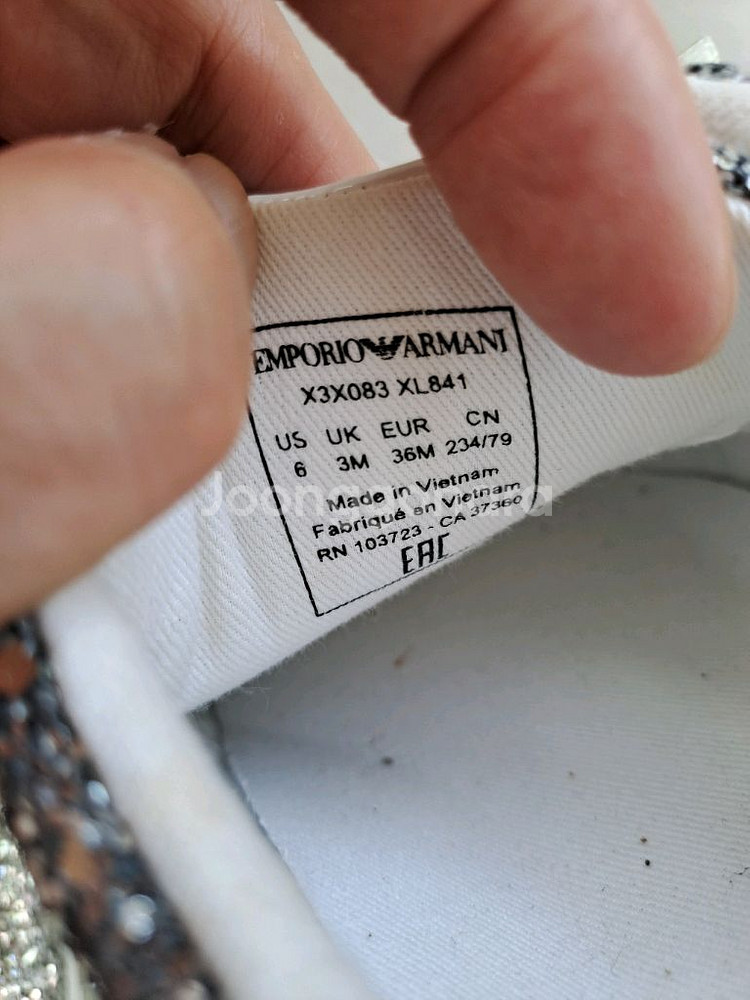 EMPORIO ARMANI
X3X083 XL841
US UK EUR CN
6 3M 36M 234/79
Made in Vietnam
Fabriqué en Vietnam
RN 103723 - CA 37360
EAC